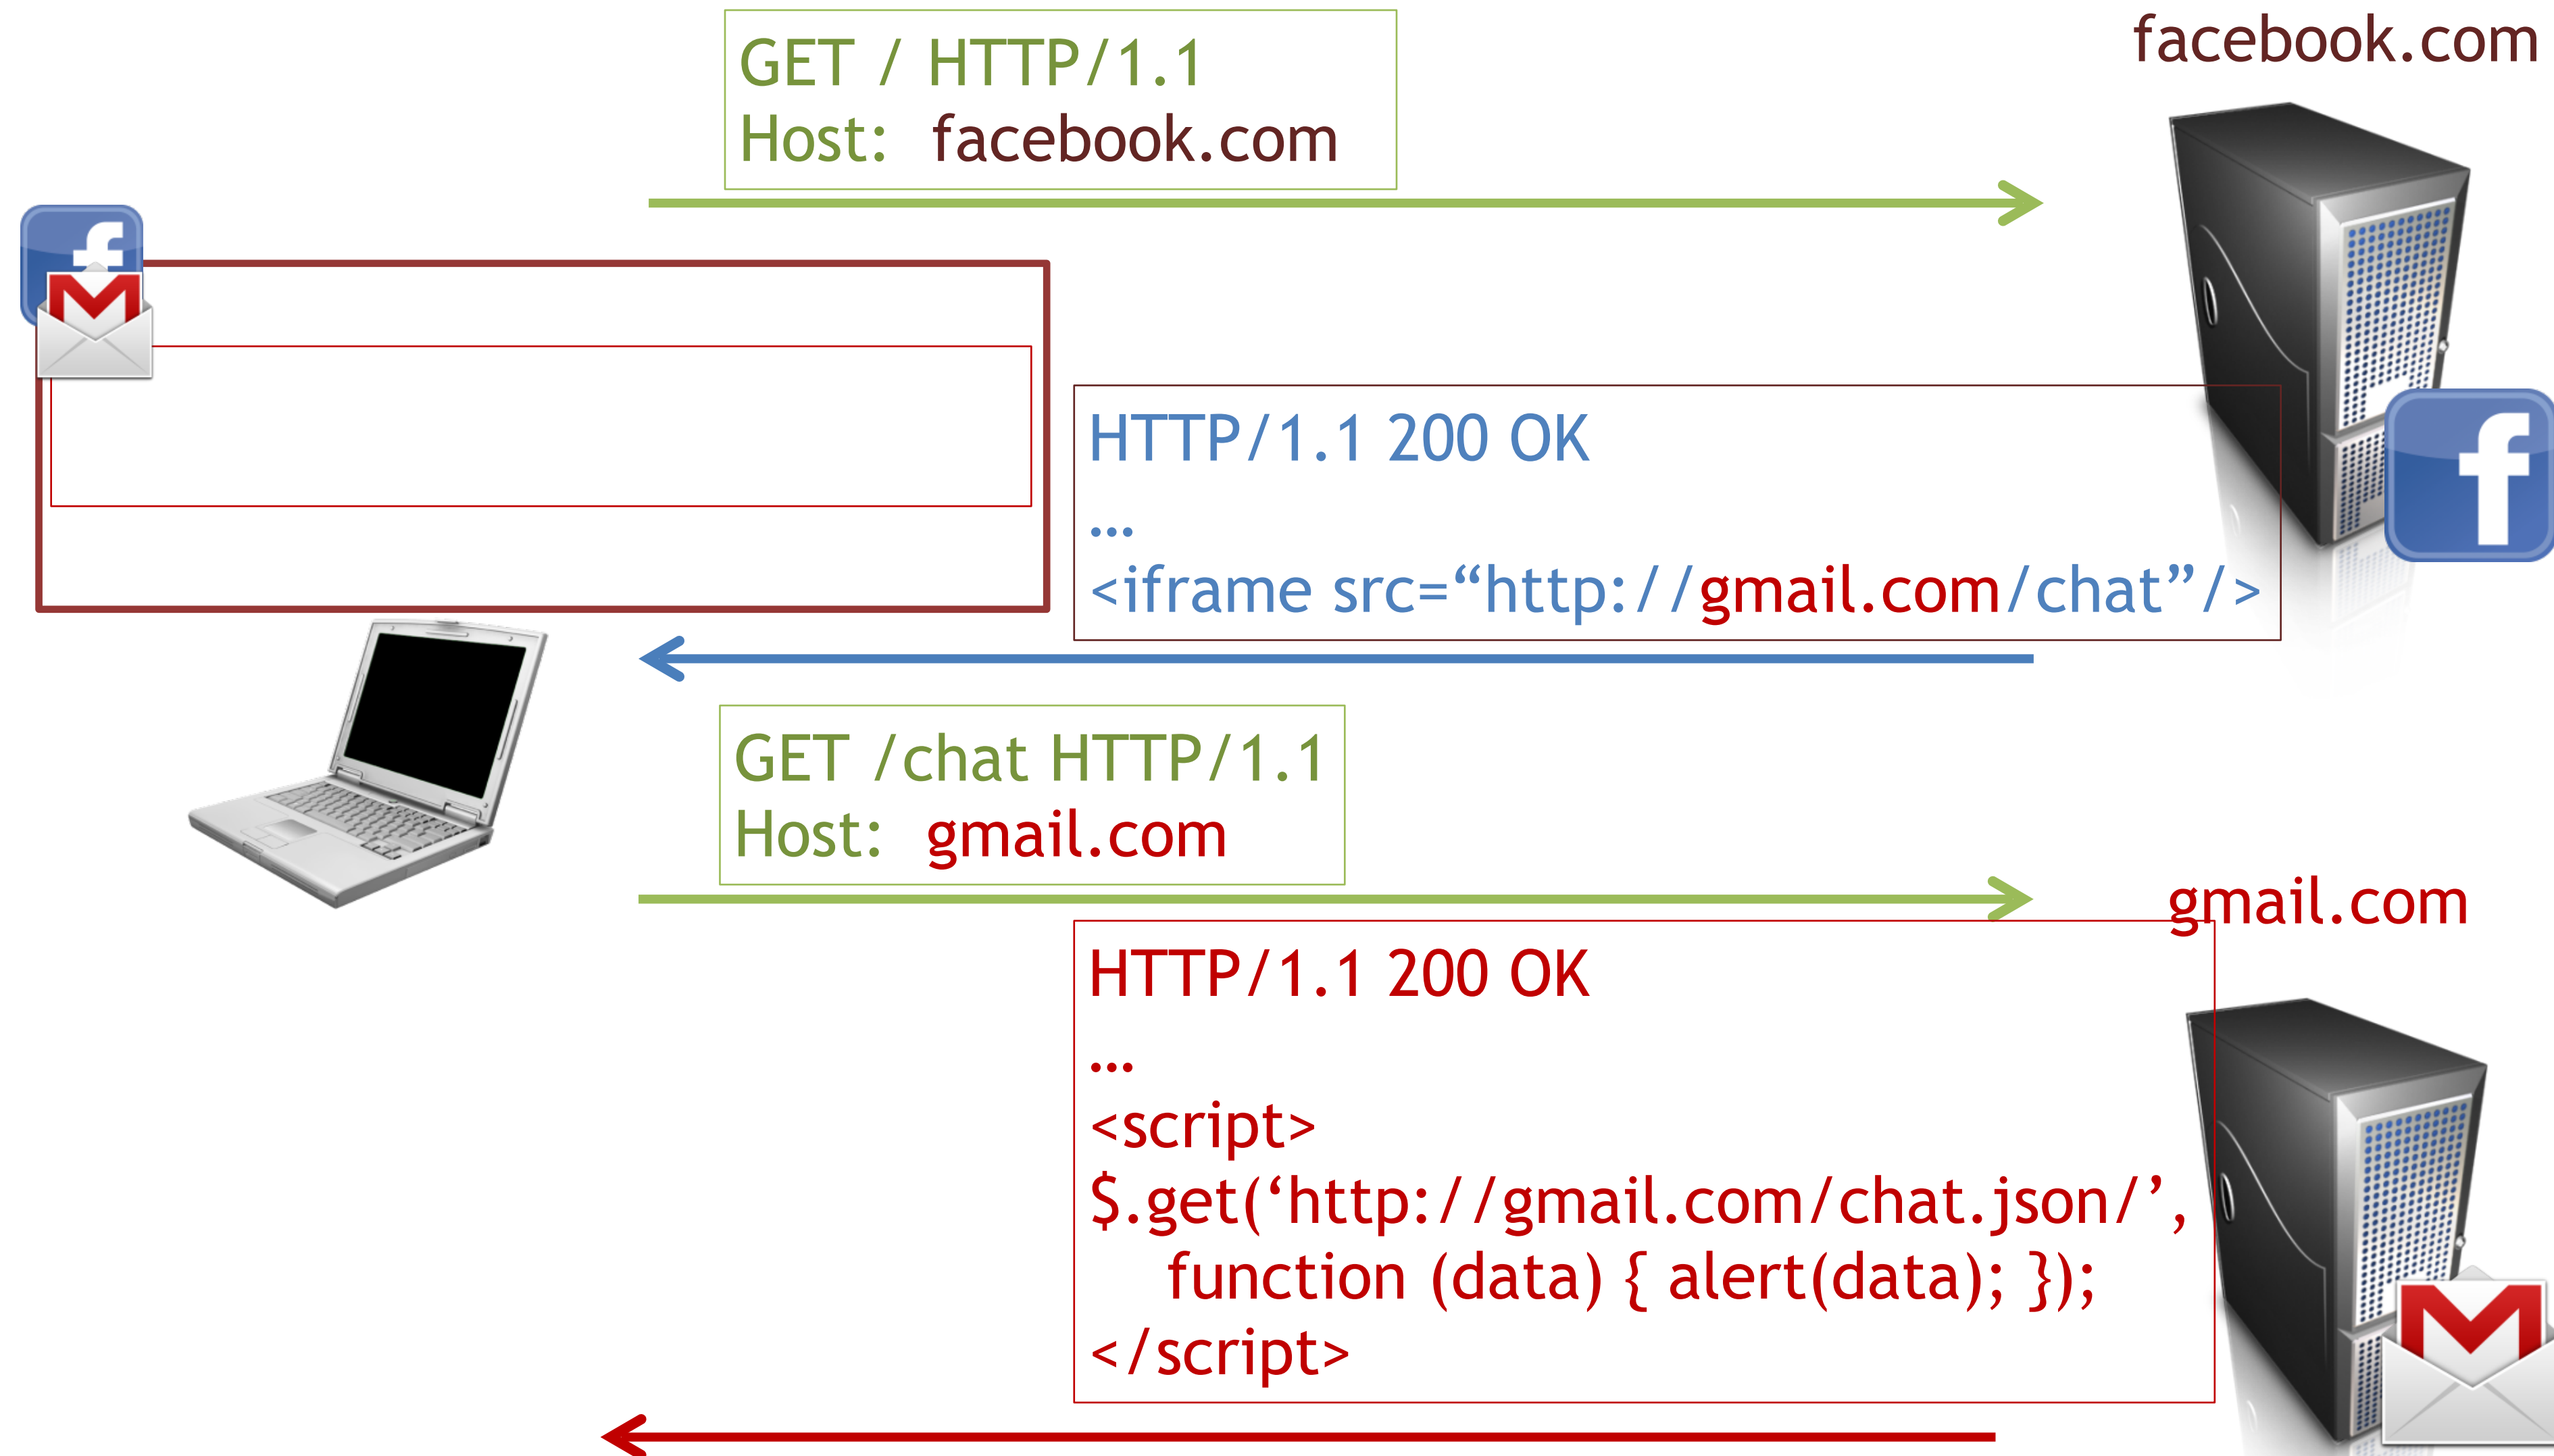 facebook.com
GET / HTTP/1.1
Host: facebook.com
HTTP/1.1 200 OK
…
<iframe src=“http://gmail.com/chat”/>
GET /chat HTTP/1.1
Host: gmail.com
gmail.com
HTTP/1.1 200 OK
…
<script>
$.get(‘http://gmail.com/chat.json/’,
function (data) { alert(data); });
</script>